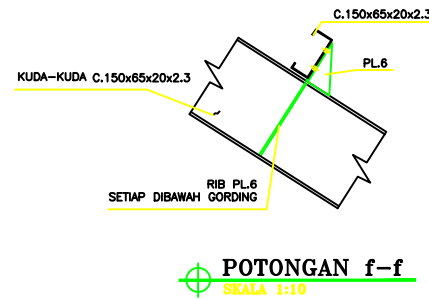 C.150x65x20x2.3
PL.6
KUDA-KUDA C.150x65x20x2.3
RIB PL.6
SETIAP DIBAWAH GORDING
POTONGAN f-f
SKALA 1:10